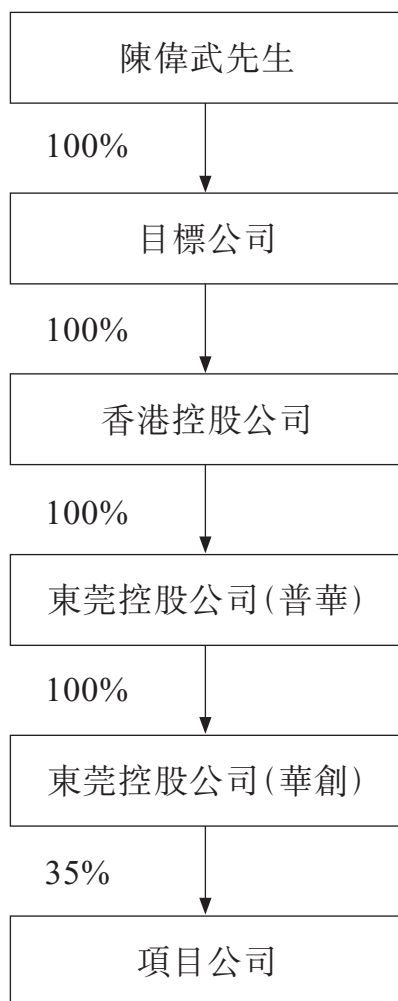 陳偉武先生
100%
目標公司
100%
香港控股公司
100%
東莞控股公司(普華)
100%
東莞控股公司(華創)
35%
項目公司